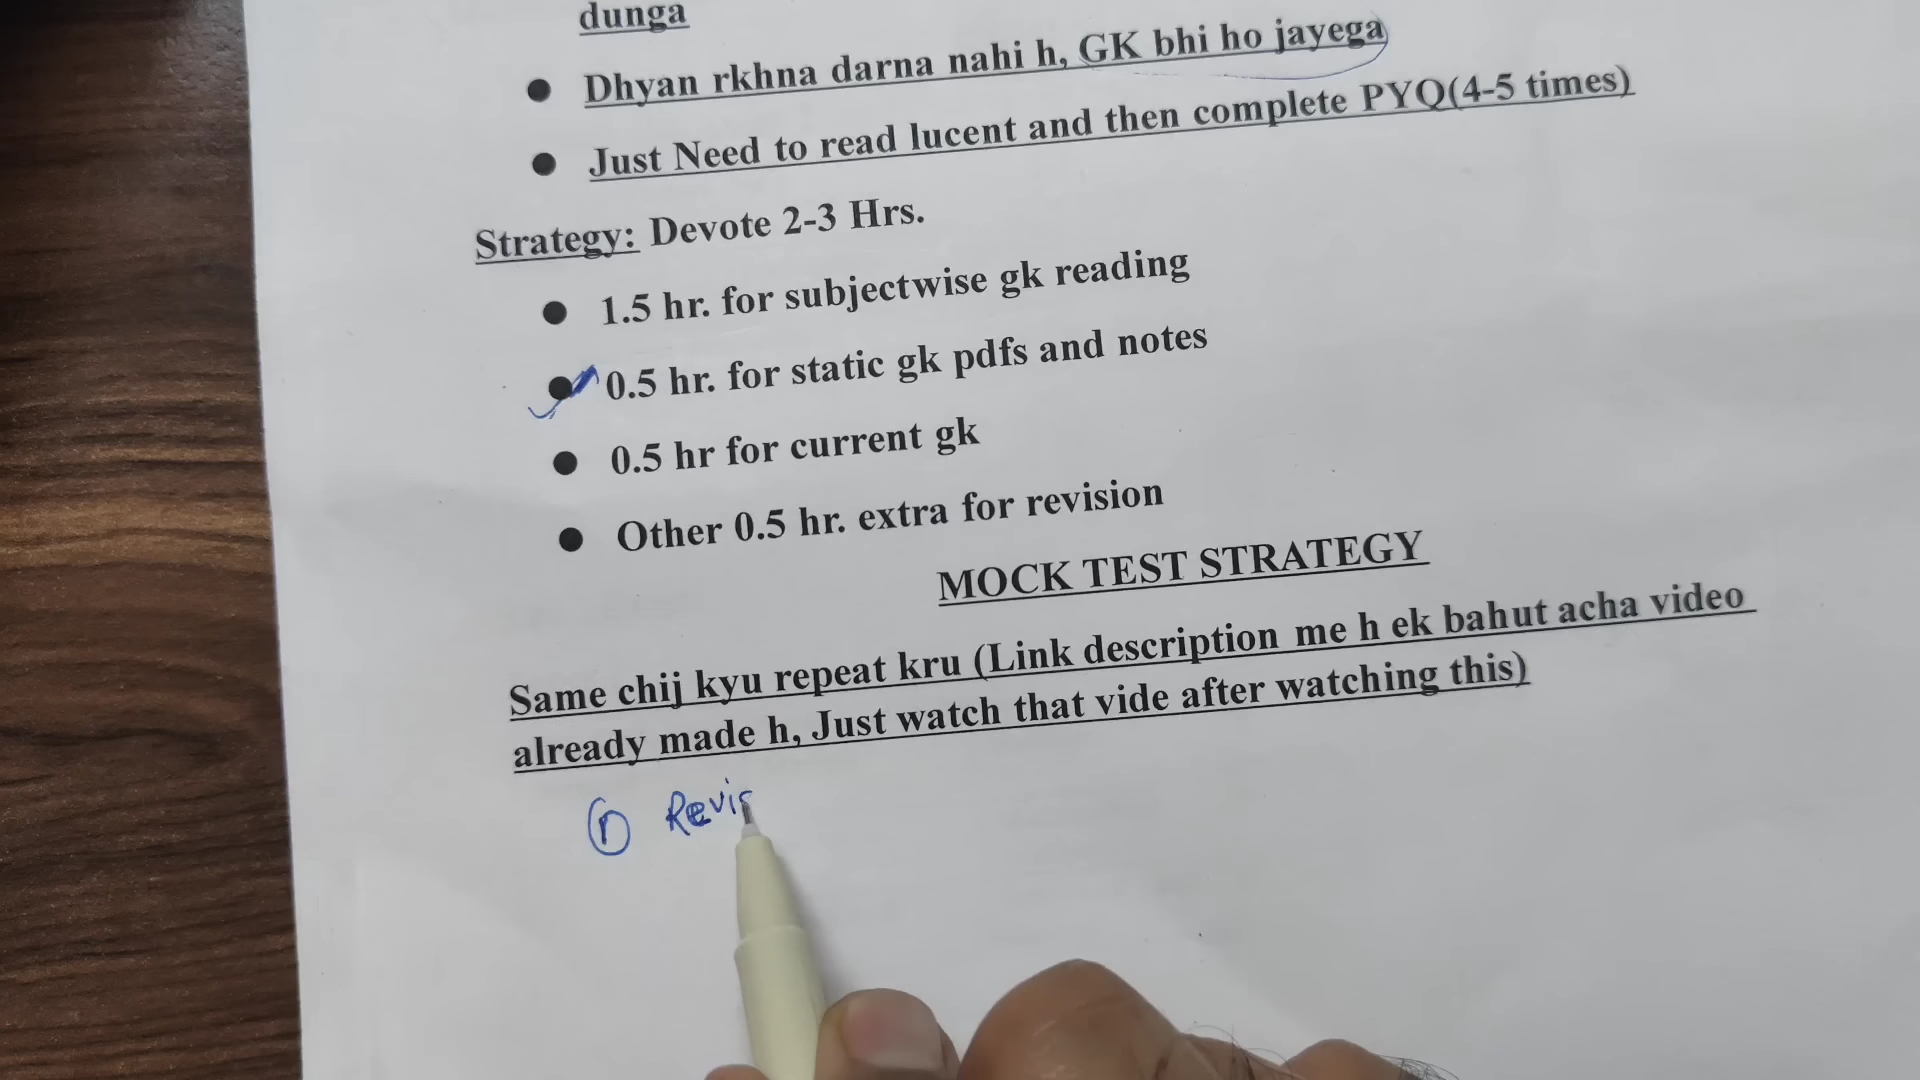 dunga
● Dhyan rkhna darna nahi h, GK bhi ho jayega
● Just Need to read lucent and then complete PYQ(4-5 times)
Strategy: Devote 2-3 Hrs.
● 1.5 hr. for subjectwise gk reading
● 0.5 hr. for static gk pdfs and notes
● 0.5 hr for current gk
● Other 0.5 hr. extra for revision
MOCK TEST STRATEGY
Same chij kyu repeat kru (Link description me h ek bahut acha video
already made h, Just watch that vide after watching this)
① Revis